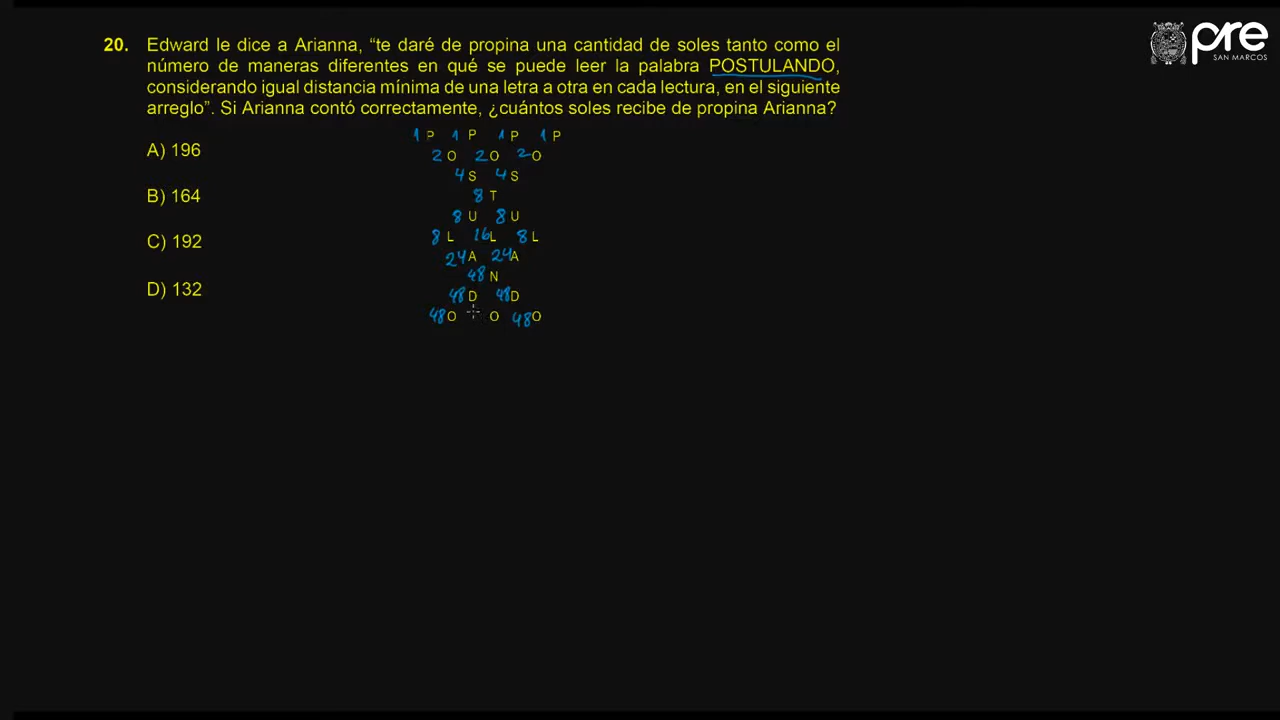 pre
SAN MARCOS
20. Edward le dice a Arianna, “te daré de propina una cantidad de soles tanto como el
número de maneras diferentes en qué se puede leer la palabra POSTULANDO,
considerando igual distancia mínima de una letra a otra en cada lectura, en el siguiente
arreglo”. Si Arianna contó correctamente, ¿cuántos soles recibe de propina Arianna?
A) 196
B) 164
C) 192
D) 132
1 P 1 P 1 P 1 P
2 O 2 O 2 O
4 S 4 S
8 T
8 U 8 U
8 L 16 L 8 L
24 A 24 A
48 N
48 D 48 D
48 O O 48 O